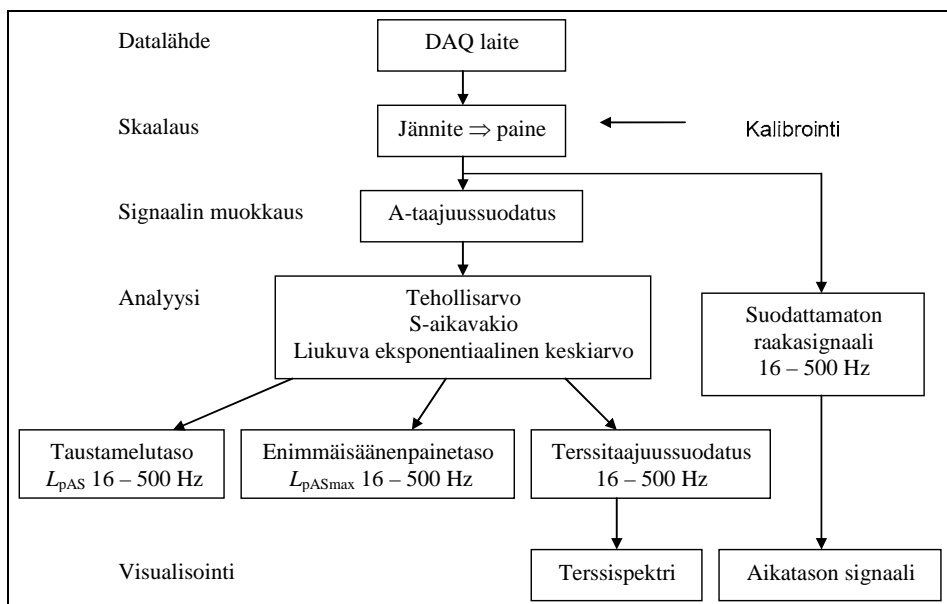 Datalähde
DAQ laite
Skaalaus
Jännite ⇒ paine
Kalibrointi
Signaalin muokkaus
A-taajuussuodatus
Analyysi
Tehollisarvo
S-aikavakio
Liukuva eksponentiaalinen keskiarvo
Suodattamaton
raakasignaali
16 – 500 Hz
Taustamelutaso
LpAS 16 – 500 Hz
Enimmäisäänenpainetaso
LpASmax 16 – 500 Hz
Terssitaajuussuodatus
16 – 500 Hz
Visualisointi
Terssispektri
Aikatason signaali